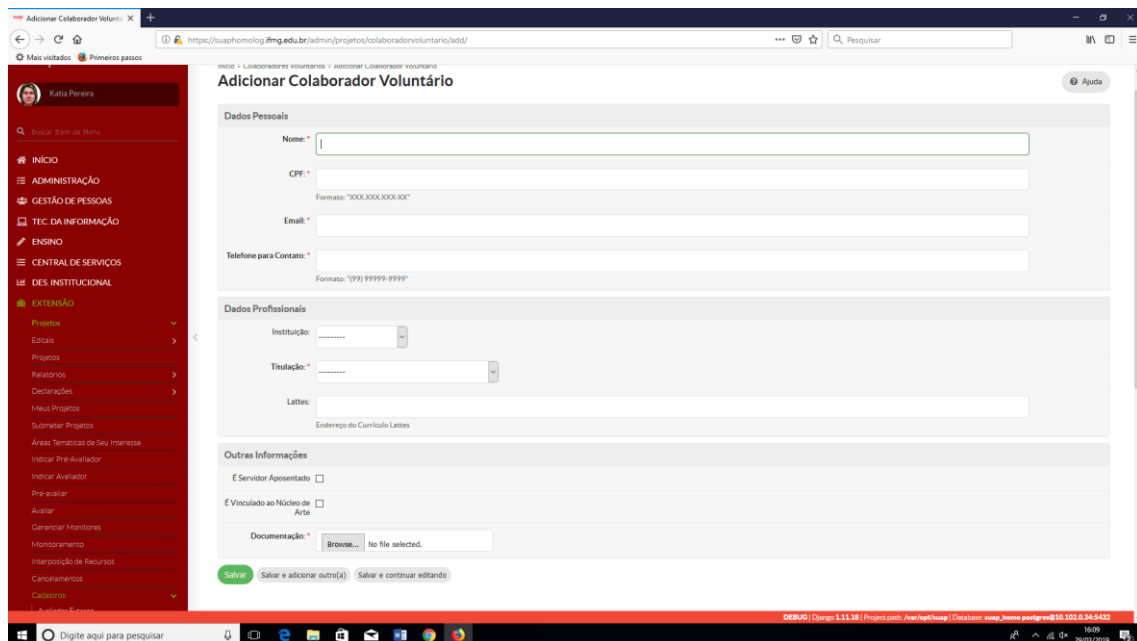 Adicionar Colaborador Volunt
https://suaphomolog.ifmg.edu.br/admin/projetos/colaboradorvoluntario/add/
Pesquisar
Mais visitados
Primeiros passos
Início › Colaboradores Voluntários › Adicionar Colaborador Voluntário
Adicionar Colaborador Voluntário
Ajuda
Katia Pereira
Buscar Item de Menu
INÍCIO
ADMINISTRAÇÃO
GESTÃO DE PESSOAS
TEC. DA INFORMAÇÃO
ENSINO
CENTRAL DE SERVIÇOS
DES. INSTITUCIONAL
EXTENSÃO
Projetos
Editais
Projetos
Relatórios
Declarações
Meus Projetos
Submeter Projetos
Áreas Temáticas de Seu Interesse
Indicar Pré-Avaliador
Indicar Avaliador
Pré-avaliar
Avaliar
Gerenciar Monitores
Monitoramento
Interposição de Recursos
Cancelamentos
Cadastros
Avaliador Externo
Dados Pessoais
Nome: *
CPF: *
Formato: "XXX.XXX.XXX-XX"
Email: *
Telefone para Contato: *
Formato: "(99) 99999-9999"
Dados Profissionais
Instituição: ---------
Titulação: * ---------
Lattes:
Endereço do Currículo Lattes
Outras Informações
É Servidor Aposentado
É Vinculado ao Núcleo de
Arte
Documentação: * Browse... No file selected.
Salvar Salvar e adicionar outro(a) Salvar e continuar editando
DEBUG | Django 1.11.18 | Project path: /var/opt/suap | Database: suap_homo postgres@10.102.0.34:5432
Digite aqui para pesquisar
16:09
29/03/2019